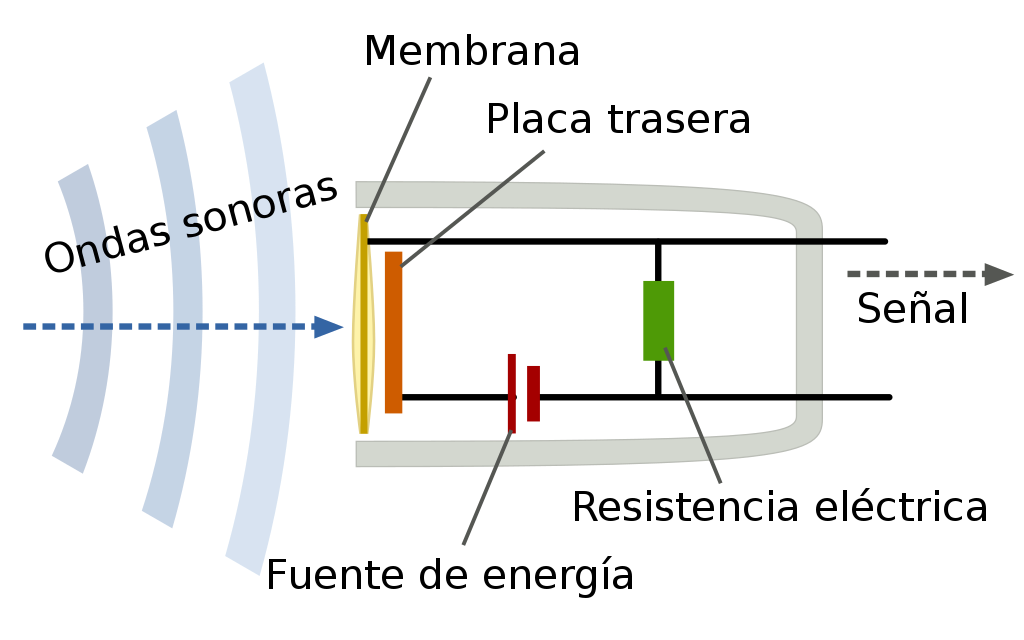 Membrana
Placa trasera
Ondas sonoras
Señal
Resistencia eléctrica
Fuente de energía